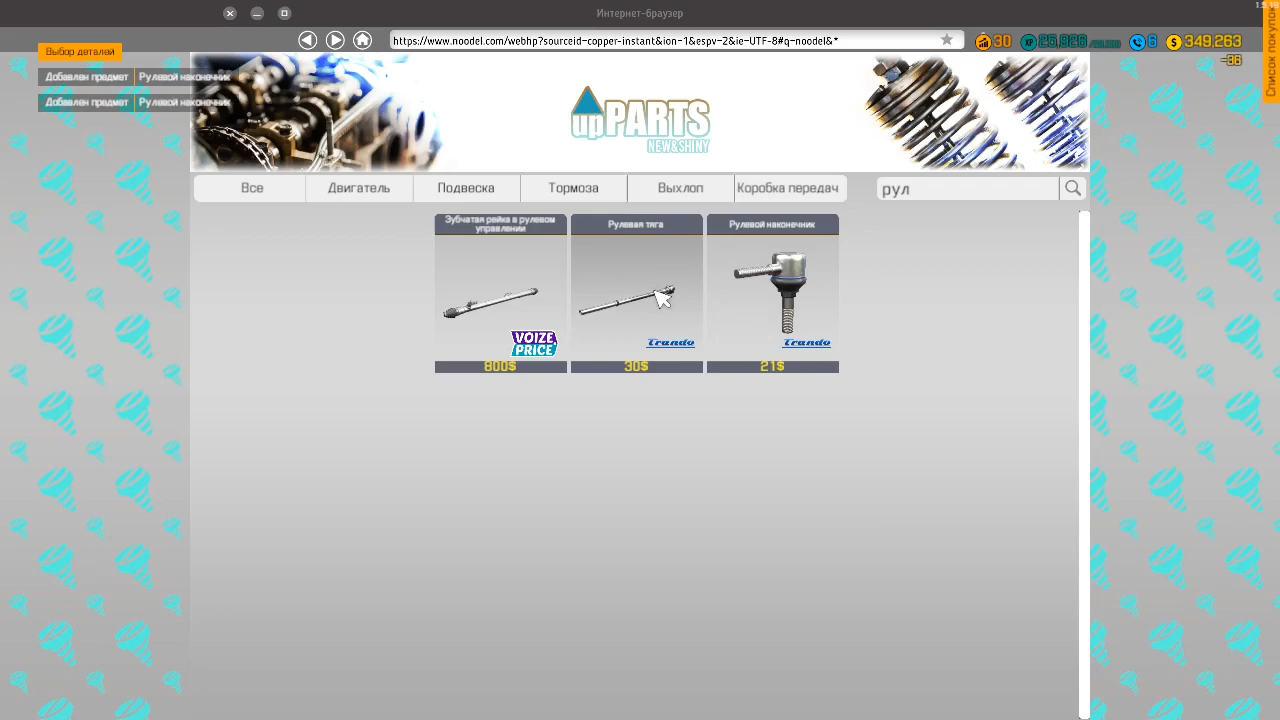 Интернет-браузер
1.5.19
https://www.noodel.com/webhp?sourceid-copper-instant&ion-1&espv-2&ie-UTF-8#q-noodel&*
30
6
349,263
-36
Список покупок
Выбор деталей
Добавлен предмет Рулевой наконечник
Добавлен предмет Рулевой наконечник
upPARTS
NEW&SHINY
Все Двигатель Подвеска Тормоза Выхлоп Коробка передач
рул
Зубчатая рейка в рулевом
управлении
Рулевая тяга
Рулевой наконечник
VOIZE
PRICE
Trando
Trando
800$
30$
21$